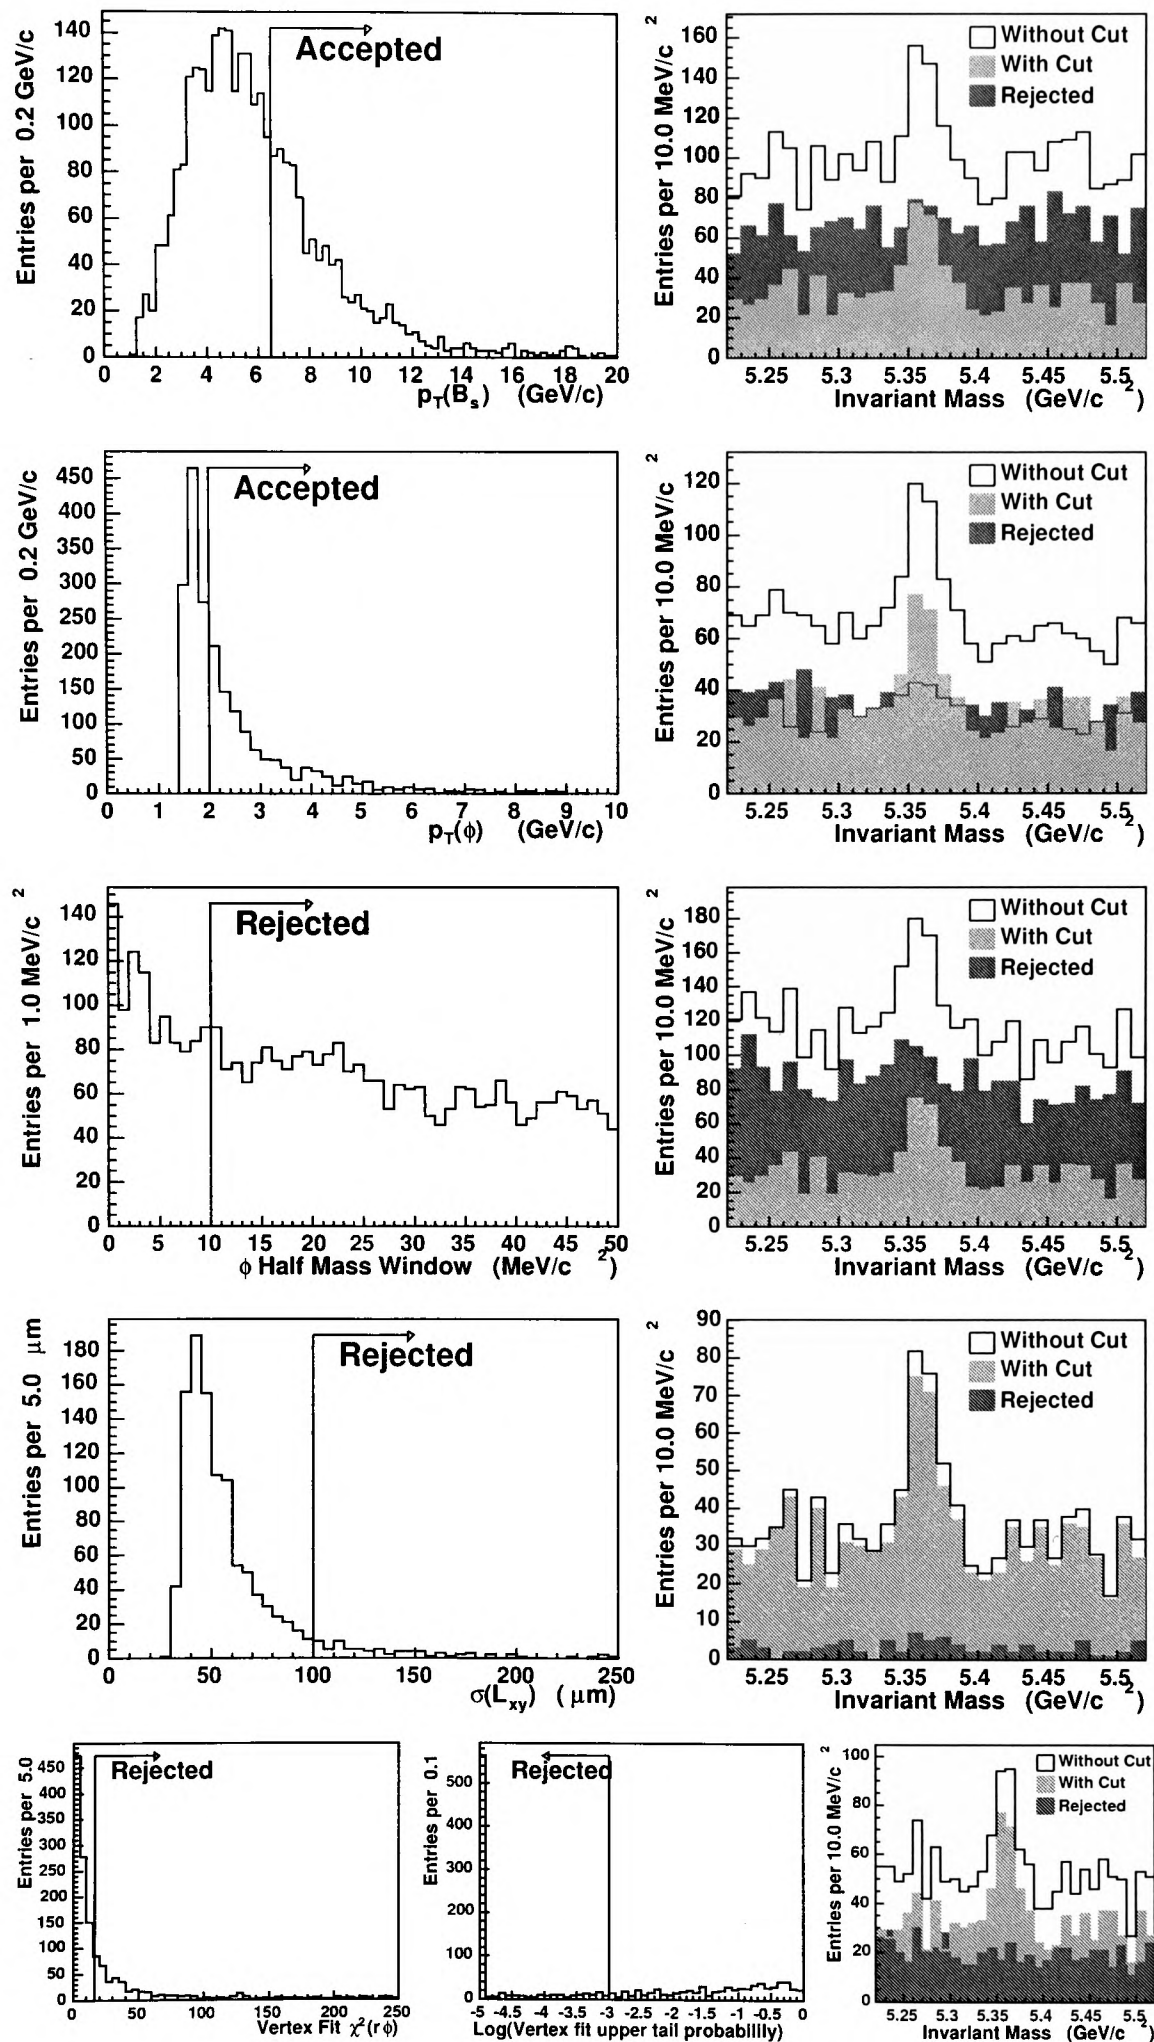 Entries per 0.2 GeV/c
140
120
100
80
60
40
20
0
Accepted
0 2 4 6 8 10 12 14 16 18 20
p_T(B_s) (GeV/c)
Entries per 10.0 MeV/c²
160
140
120
100
80
60
40
20
0
Without Cut
With Cut
Rejected
5.25 5.3 5.35 5.4 5.45 5.5
Invariant Mass (GeV/c²)
Entries per 0.2 GeV/c
450
400
350
300
250
200
150
100
50
0
Accepted
0 1 2 3 4 5 6 7 8 9 10
p_T(ϕ) (GeV/c)
Entries per 10.0 MeV/c²
120
100
80
60
40
20
0
Without Cut
With Cut
Rejected
5.25 5.3 5.35 5.4 5.45 5.5
Invariant Mass (GeV/c²)
Entries per 1.0 MeV/c²
140
120
100
80
60
40
20
0
Rejected
0 5 10 15 20 25 30 35 40 45 50
ϕ Half Mass Window (MeV/c²)
Entries per 10.0 MeV/c²
180
160
140
120
100
80
60
40
20
0
Without Cut
With Cut
Rejected
5.25 5.3 5.35 5.4 5.45 5.5
Invariant Mass (GeV/c²)
Entries per 5.0 μm
180
160
140
120
100
80
60
40
20
0
Rejected
0 50 100 150 200 250
σ(L_xy) (μm)
Entries per 10.0 MeV/c²
90
80
70
60
50
40
30
20
10
0
Without Cut
With Cut
Rejected
5.25 5.3 5.35 5.4 5.45 5.5
Invariant Mass (GeV/c²)
Entries per 5.0
450
400
350
300
250
200
150
100
50
0
Rejected
0 50 100 150 200 250
Vertex Fit χ²(rϕ)
Entries per 0.1
500
400
300
200
100
0
Rejected
-5 -4.5 -4 -3.5 -3 -2.5 -2 -1.5 -1 -0.5 0
Log(Vertex fit upper tail probability)
Entries per 10.0 MeV/c²
100
80
60
40
20
0
Without Cut
With Cut
Rejected
5.25 5.3 5.35 5.4 5.45 5.5
Invariant Mass (GeV/c²)